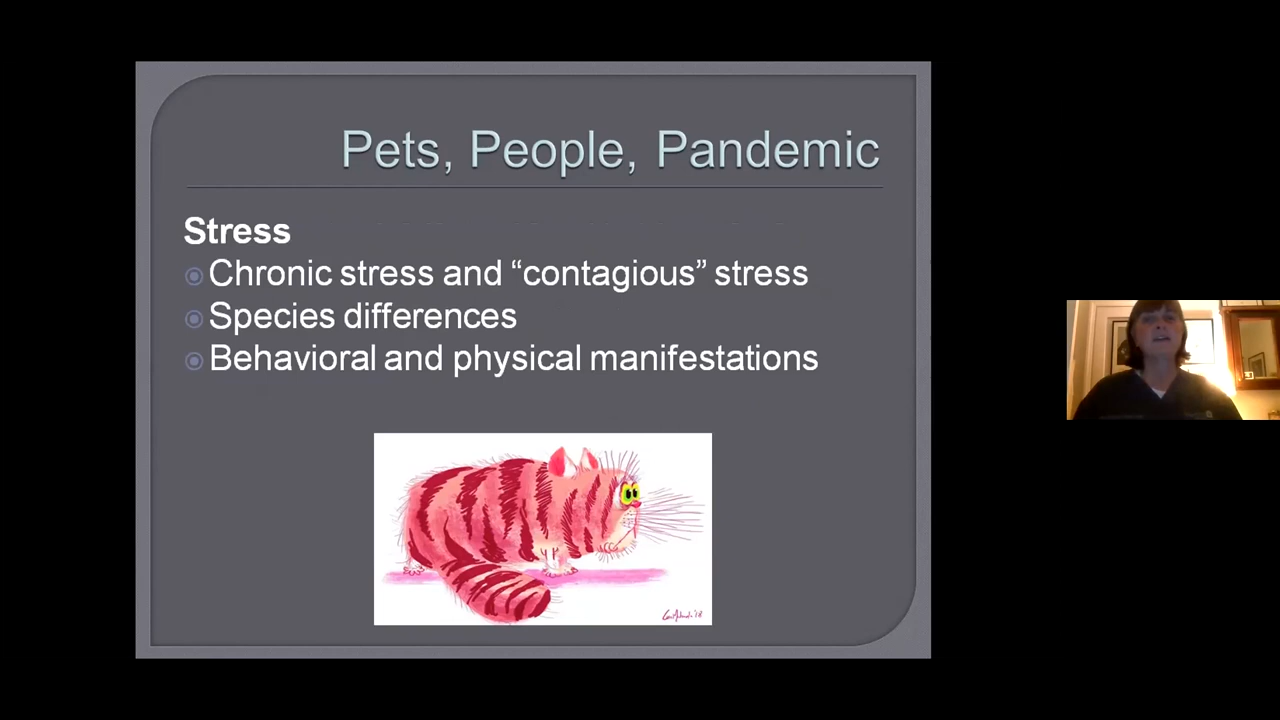 Pets, People, Pandemic
Stress
Chronic stress and “contagious” stress
Species differences
Behavioral and physical manifestations